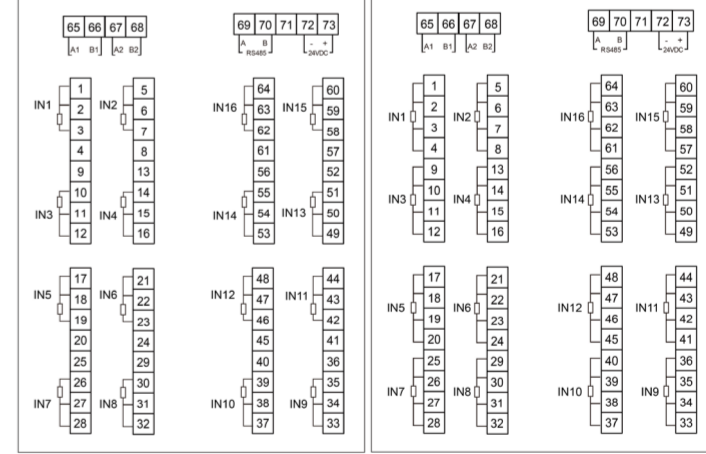 65 66 67 68
A1 B1 A2 B2
69 70 71 72 73
A B - +
RS485 24VDC
1 5 64 60
IN1 2 IN2 6 IN16 63 IN15 59
3 7 62 58
4 8 61 57
9 13 56 52
10 14 55 51
IN3 11 IN4 15 IN14 54 IN13 50
12 16 53 49
17 21 48 44
IN5 18 IN6 22 IN12 47 IN11 43
19 23 46 42
20 24 45 41
25 29 40 36
26 30 39 35
IN7 27 IN8 31 IN10 38 IN9 34
28 32 37 33
65 66 67 68
A1 B1 A2 B2
69 70 71 72 73
A B - +
RS485 24VDC
1 5 64 60
2 6 63 59
IN1 3 IN2 7 IN16 62 IN15 58
4 8 61 57
9 13 56 52
10 14 55 51
IN3 11 IN4 15 IN14 54 IN13 50
12 16 53 49
17 21 48 44
18 22 47 43
IN5 19 IN6 23 IN12 46 IN11 42
20 24 45 41
25 29 40 36
26 30 39 35
IN7 27 IN8 31 IN10 38 IN9 34
28 32 37 33